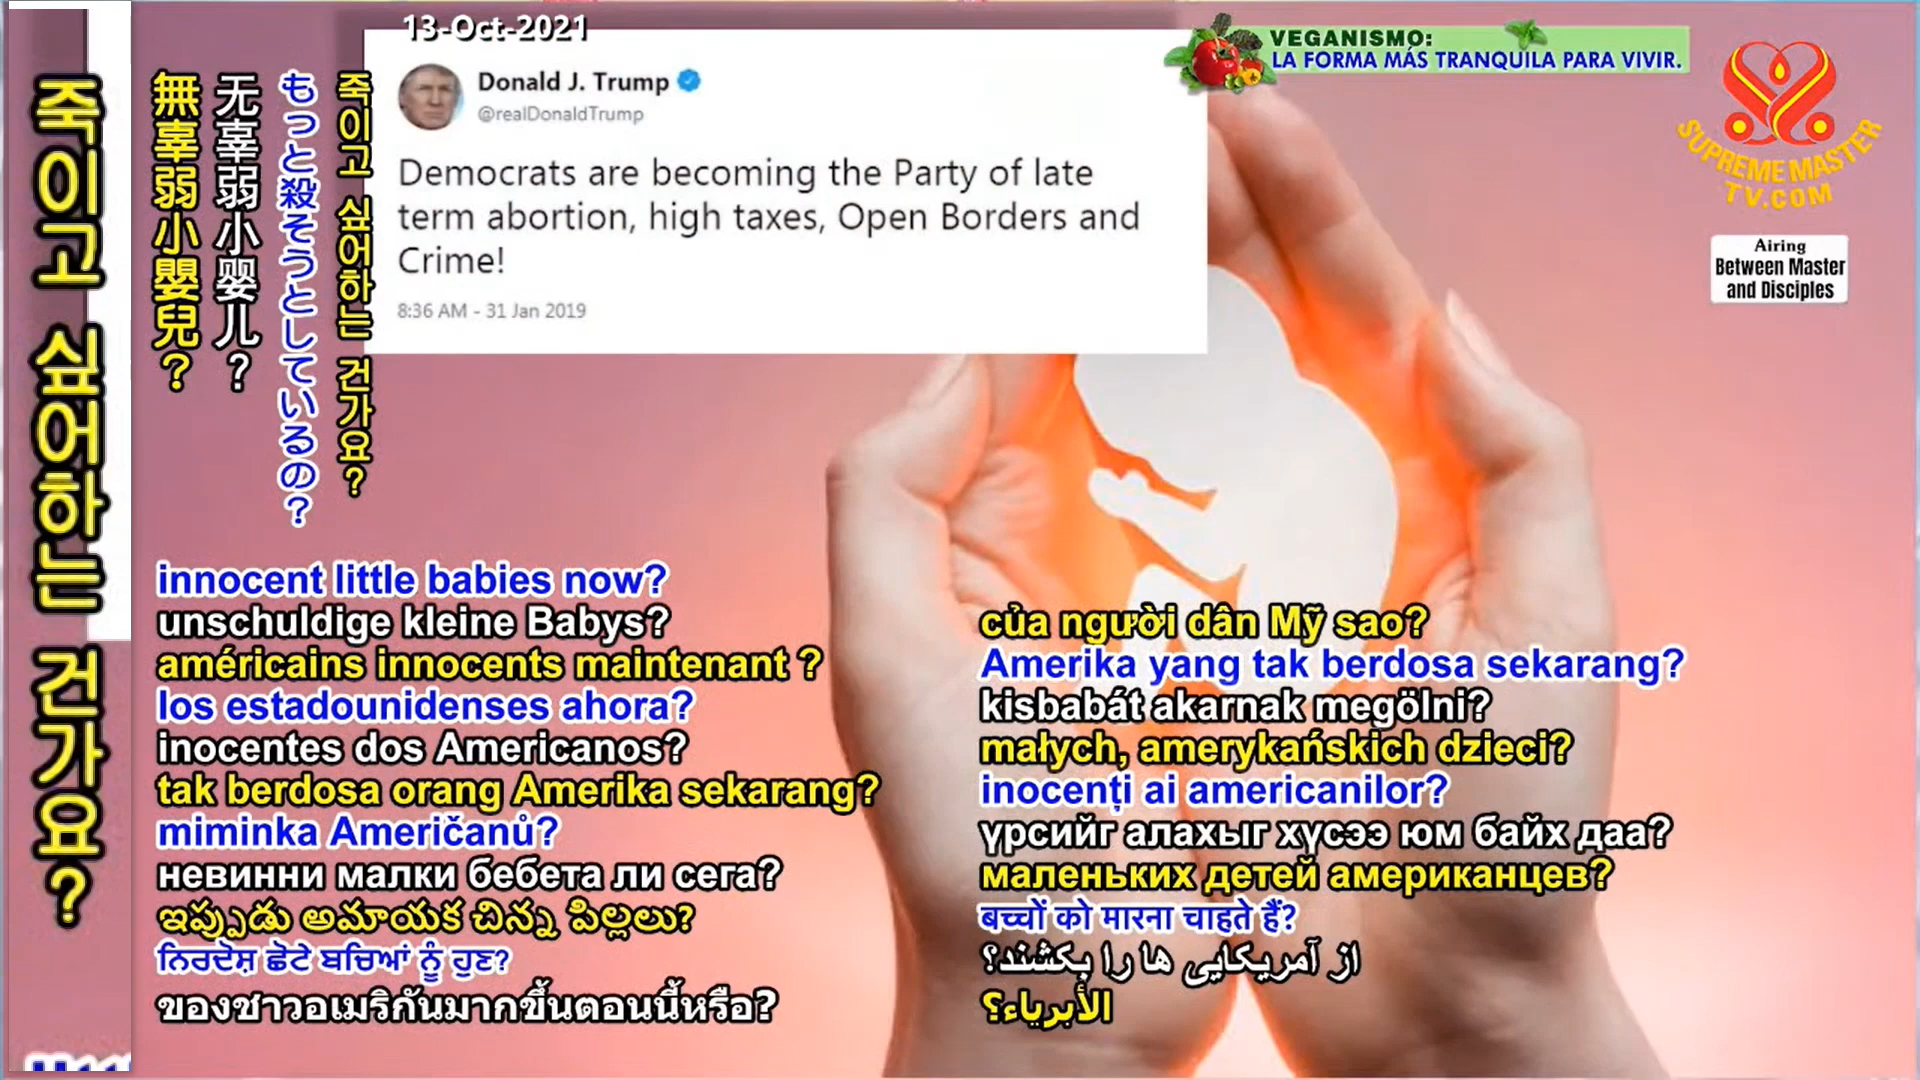 13-Oct-2021
Donald J. Trump
@realDonaldTrump
Democrats are becoming the Party of late
term abortion, high taxes, Open Borders and
Crime!
8:36 AM - 31 Jan 2019
VEGANISMO:
LA FORMA MÁS TRANQUILA PARA VIVIR.
SUPREME MASTER
TV.COM
Airing
Between Master
and Disciples
죽이고 싶어하는 건가요?
無辜弱小嬰兒？
无辜弱小婴儿？
もっと殺そうとしているの？
죽이고 싶어하는 건가요?
innocent little babies now?
unschuldige kleine Babys?
américains innocents maintenant ?
los estadounidenses ahora?
inocentes dos Americanos?
tak berdosa orang Amerika sekarang?
miminka Američanů?
невинни малки бебета ли сега?
ఇప్పుడు అమాయక చిన్న పిల్లలు?
ਨਿਰਦੋਸ਼ ਛੋਟੇ ਬਚਿਆਂ ਨੂੰ ਹੁਣ?
ของชาวอเมริกันมากขึ้นตอนนี้หรือ?
của người dân Mỹ sao?
Amerika yang tak berdosa sekarang?
kisbabát akarnak megölni?
małych, amerykańskich dzieci?
inocenți ai americanilor?
үрсийг алахыг хүсээ юм байх даа?
маленьких детей американцев?
बच्चों को मारना चाहते हैं?
از آمریکایی ها را بکشند؟
الأبرياء؟